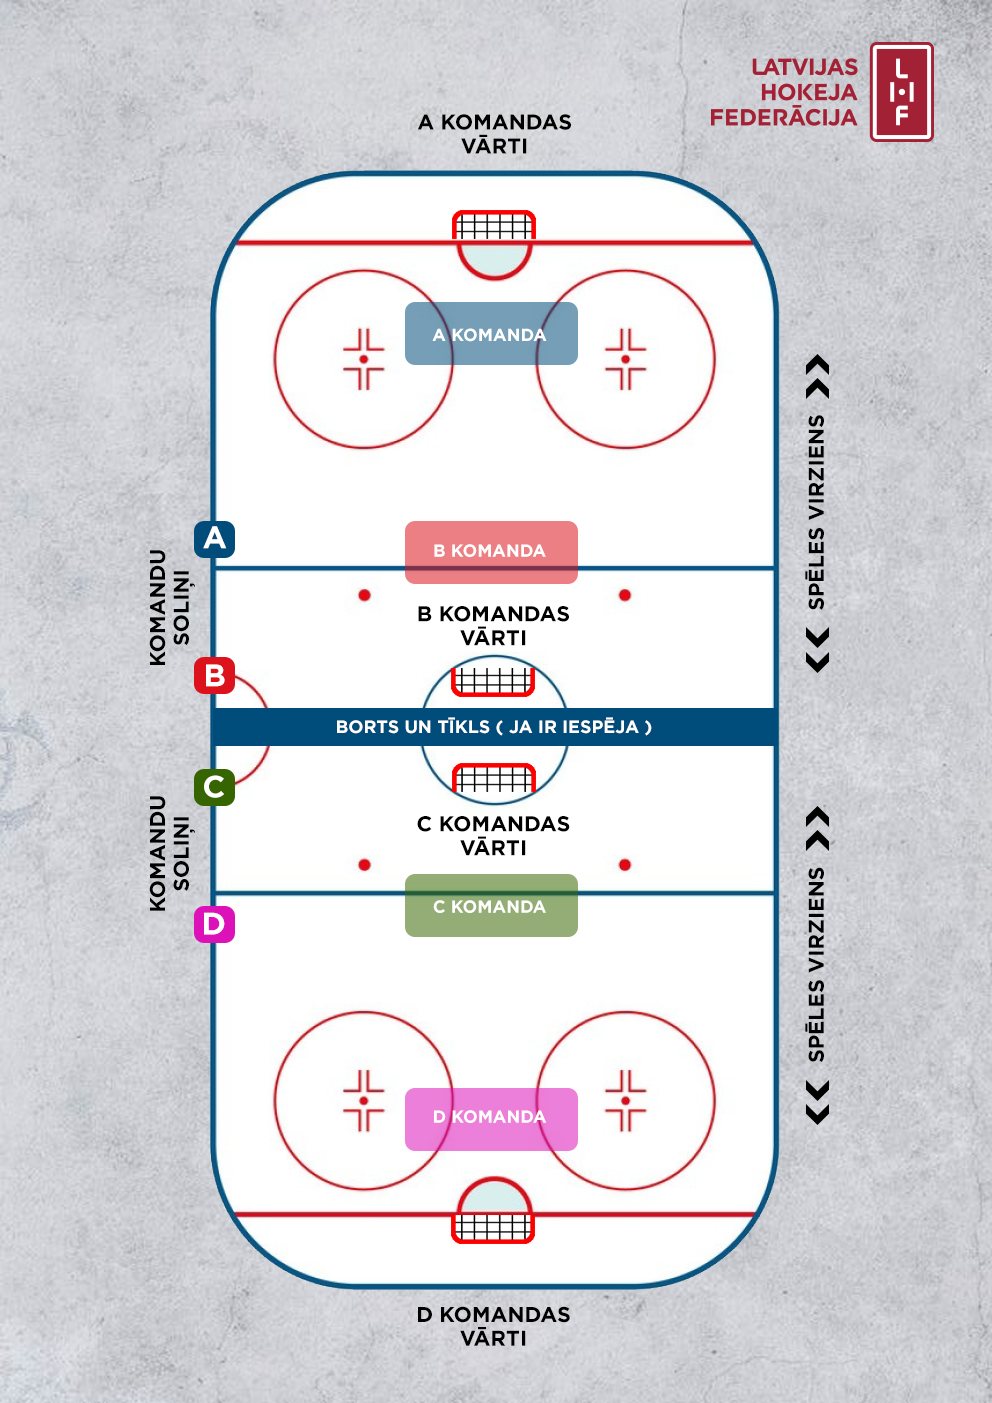 LATVIJAS
HOKEJA
FEDERĀCIJA
L
H
F
A KOMANDAS
VĀRTI
A KOMANDA
SPĒLES VIRZIENS
A
KOMANDU
SOLIŅI
B KOMANDA
B KOMANDAS
VĀRTI
B
BORTS UN TĪKLS ( JA IR IESPĒJA )
C
C KOMANDAS
VĀRTI
KOMANDU
SOLIŅI
C KOMANDA
D
SPĒLES VIRZIENS
D KOMANDA
D KOMANDAS
VĀRTI